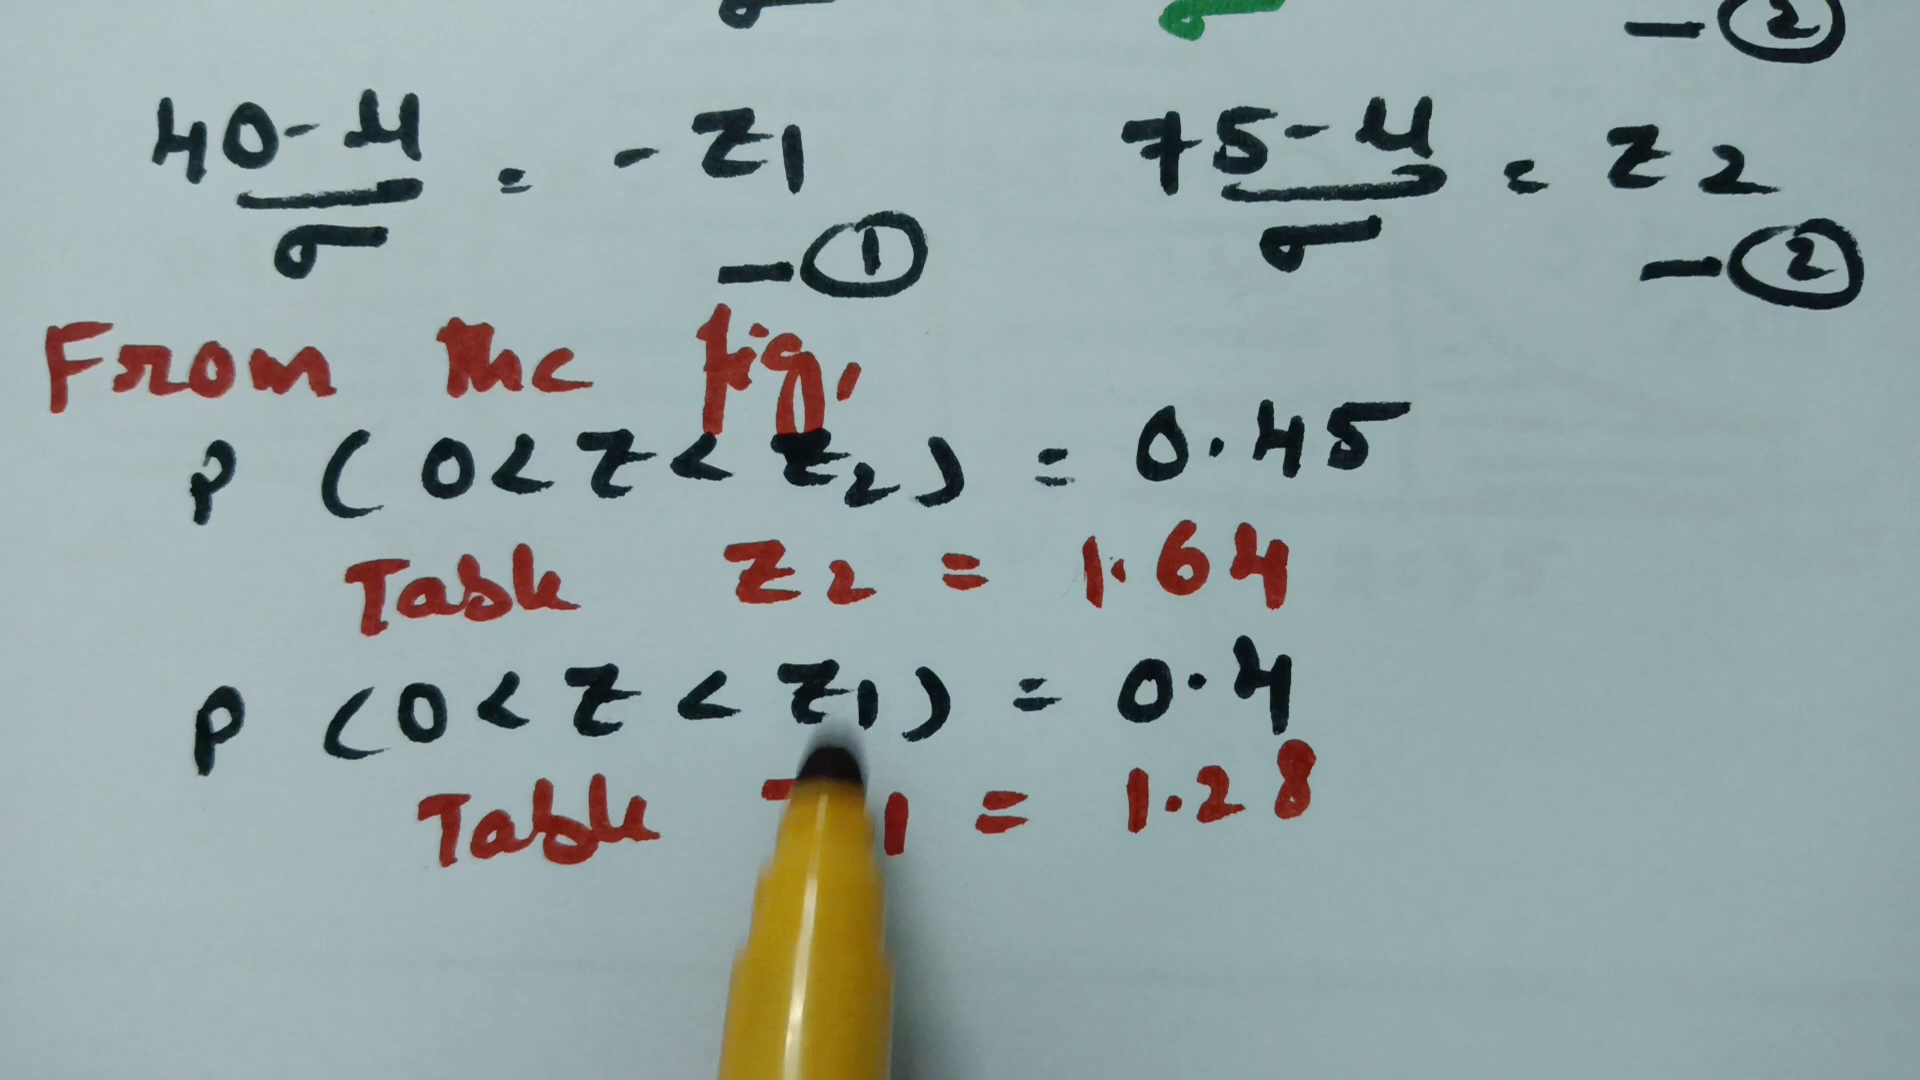 σ σ - ②
40-μ/σ = - Z1 75-μ/σ = Z2
- ① - ②
From the fig,
P (0<Z<Z2) = 0.45
Table Z2 = 1.64
P (0<Z<Z1) = 0.4
Table 1 = 1.28